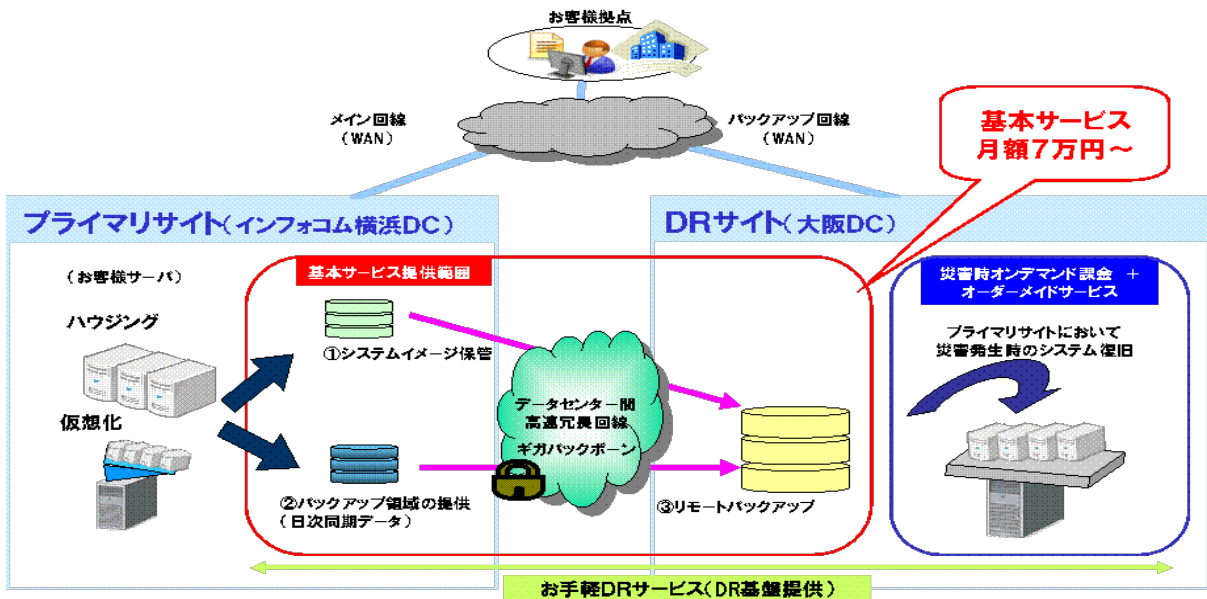 お客様拠点
メイン回線
(WAN)
バックアップ回線
(WAN)
基本サービス
月額7万円~
プライマリサイト(インフォコム横浜DC)
DRサイト(大阪DC)
(お客様サーバ)
基本サービス提供範囲
災害時オンデマンド課金 +
オーダーメイドサービス
ハウジング
①システムイメージ保管
プライマリサイトにおいて
災害発生時のシステム復旧
仮想化
データセンター間
高速冗長回線
ギガバックボーン
②バックアップ領域の提供
(日次同期データ)
③リモートバックアップ
お手軽DRサービス(DR基盤提供)